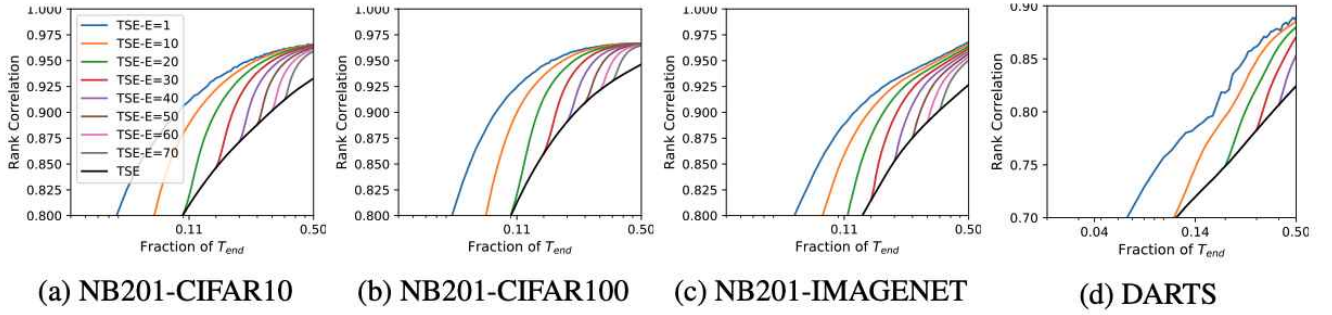 1.000
0.975
0.950
0.925
0.900
0.875
0.850
0.825
0.800
Rank Correlation
TSE-E=1
TSE-E=10
TSE-E=20
TSE-E=30
TSE-E=40
TSE-E=50
TSE-E=60
TSE-E=70
TSE
0.11
0.50
Fraction of T_end
(a) NB201-CIFAR10
1.000
0.975
0.950
0.925
0.900
0.875
0.850
0.825
0.800
Rank Correlation
0.11
0.50
Fraction of T_end
(b) NB201-CIFAR100
1.000
0.975
0.950
0.925
0.900
0.875
0.850
0.825
0.800
Rank Correlation
0.11
0.50
Fraction of T_end
(c) NB201-IMAGENET
0.90
0.85
0.80
0.75
0.70
Rank Correlation
0.04
0.14
0.50
Fraction of T_end
(d) DARTS